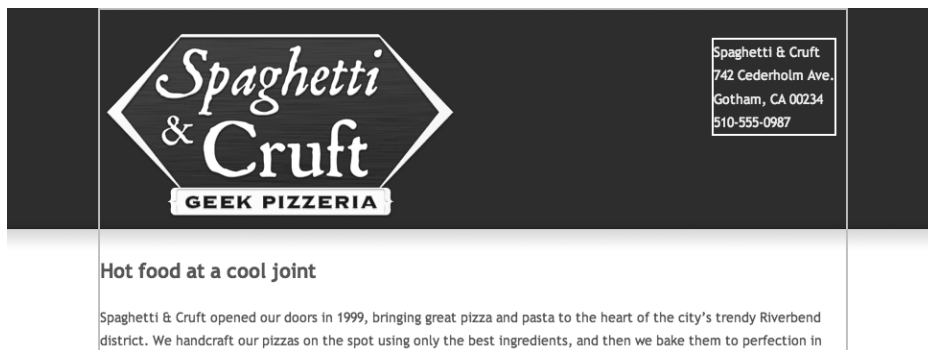 Spaghetti
& Cruft
GEEK PIZZERIA
Spaghetti & Cruft
742 Cederholm Ave.
Gotham, CA 00234
510-555-0987
Hot food at a cool joint
Spaghetti & Cruft opened our doors in 1999, bringing great pizza and pasta to the heart of the city’s trendy Riverbend
district. We handcraft our pizzas on the spot using only the best ingredients, and then we bake them to perfection in